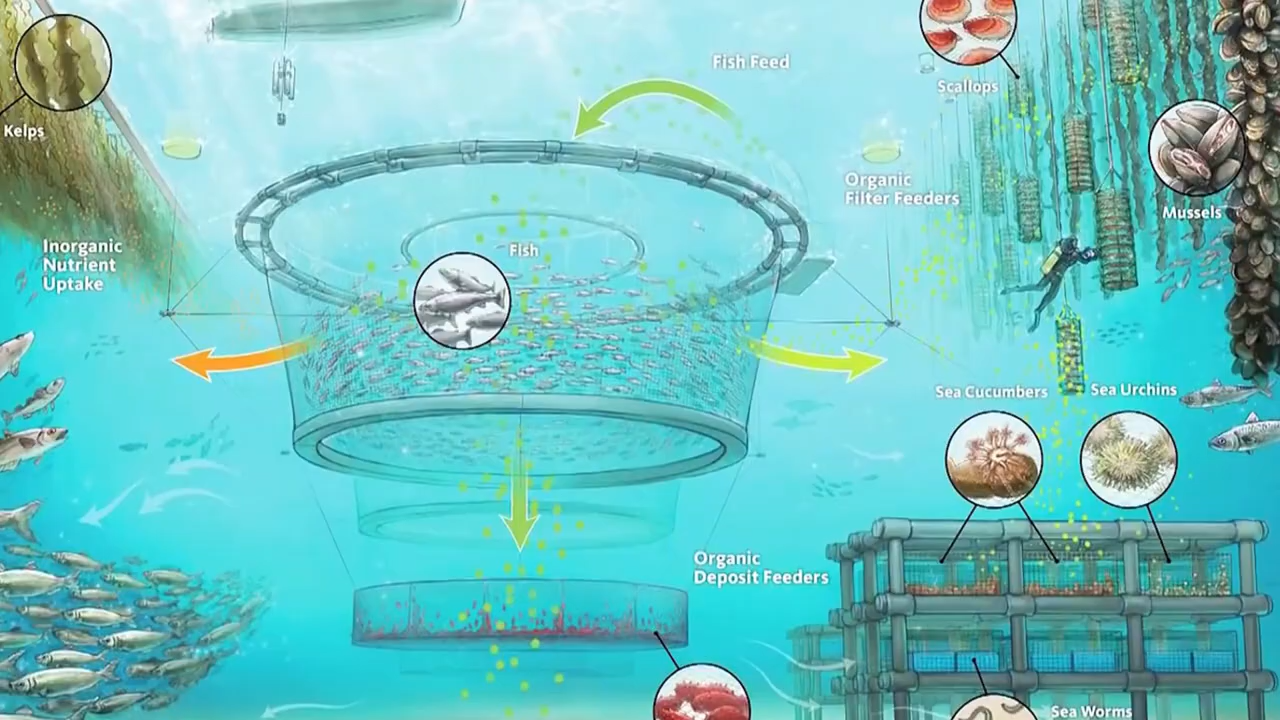 Fish Feed
Scallops
Kelps
Organic
Filter Feeders
Mussels
Inorganic
Nutrient
Uptake
Fish
Sea Cucumbers
Sea Urchins
Organic
Deposit Feeders
Sea Worms